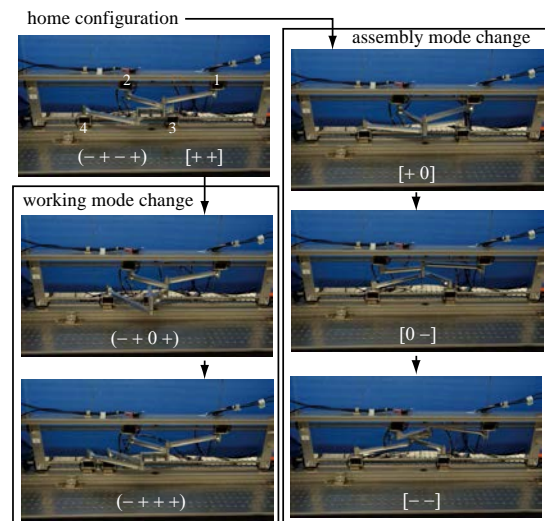 home configuration
assembly mode change
2 1
4 3
(− + − +) [+ +]
[+ 0]
working mode change
(− + 0 +)
[0 −]
(− + + +)
[− −]